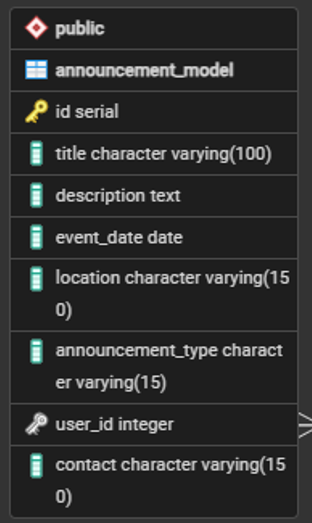 public
announcement_model
id serial
title character varying(100)
description text
event_date date
location character varying(15
0)
announcement_type charact
er varying(15)
user_id integer
contact character varying(15
0)